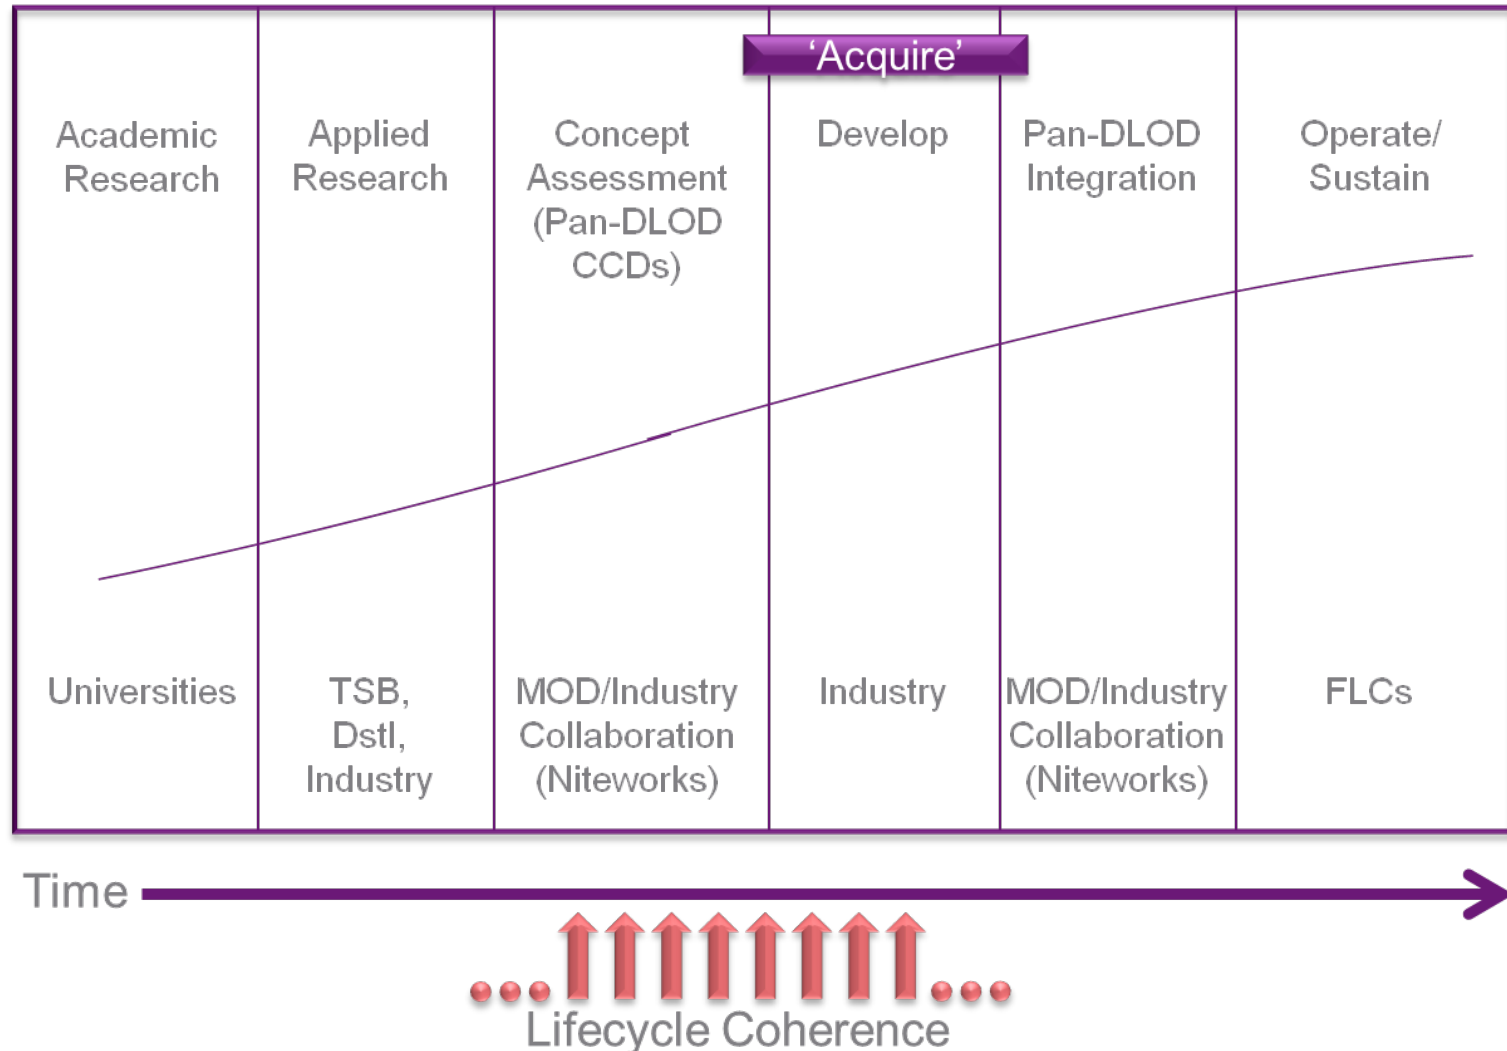 ‘Acquire’
Academic
Research
Applied
Research
Concept
Assessment
(Pan-DLOD
CCDs)
Develop
Pan-DLOD
Integration
Operate/
Sustain
Universities
TSB,
Dstl,
Industry
MOD/Industry
Collaboration
(Niteworks)
Industry
MOD/Industry
Collaboration
(Niteworks)
FLCs
Time
Lifecycle Coherence